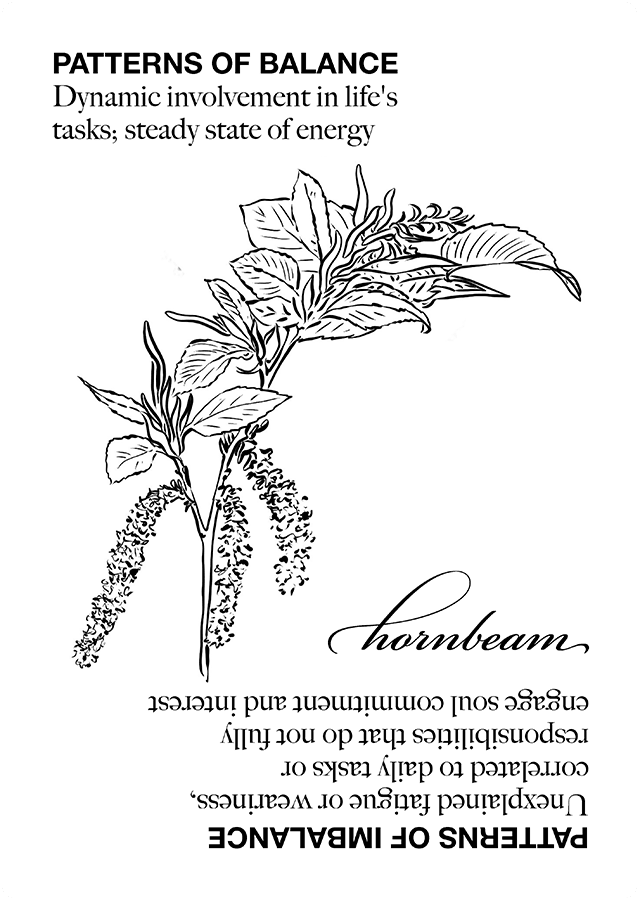 PATTERNS OF BALANCE
Dynamic involvement in life's
tasks; steady state of energy
hornbeam
PATTERNS OF IMBALANCE
Unexplained fatigue or weariness,
correlated to daily tasks or
responsibilities that do not fully
engage soul commitment and interest